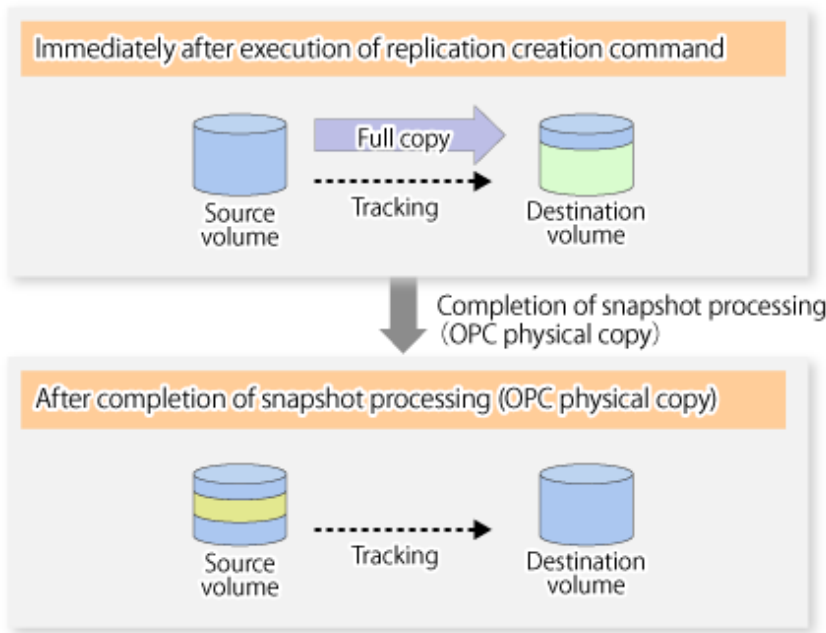 Immediately after execution of replication creation command
Full copy
Tracking
Source
volume
Destination
volume
Completion of snapshot processing
(OPC physical copy)
After completion of snapshot processing (OPC physical copy)
Tracking
Source
volume
Destination
volume